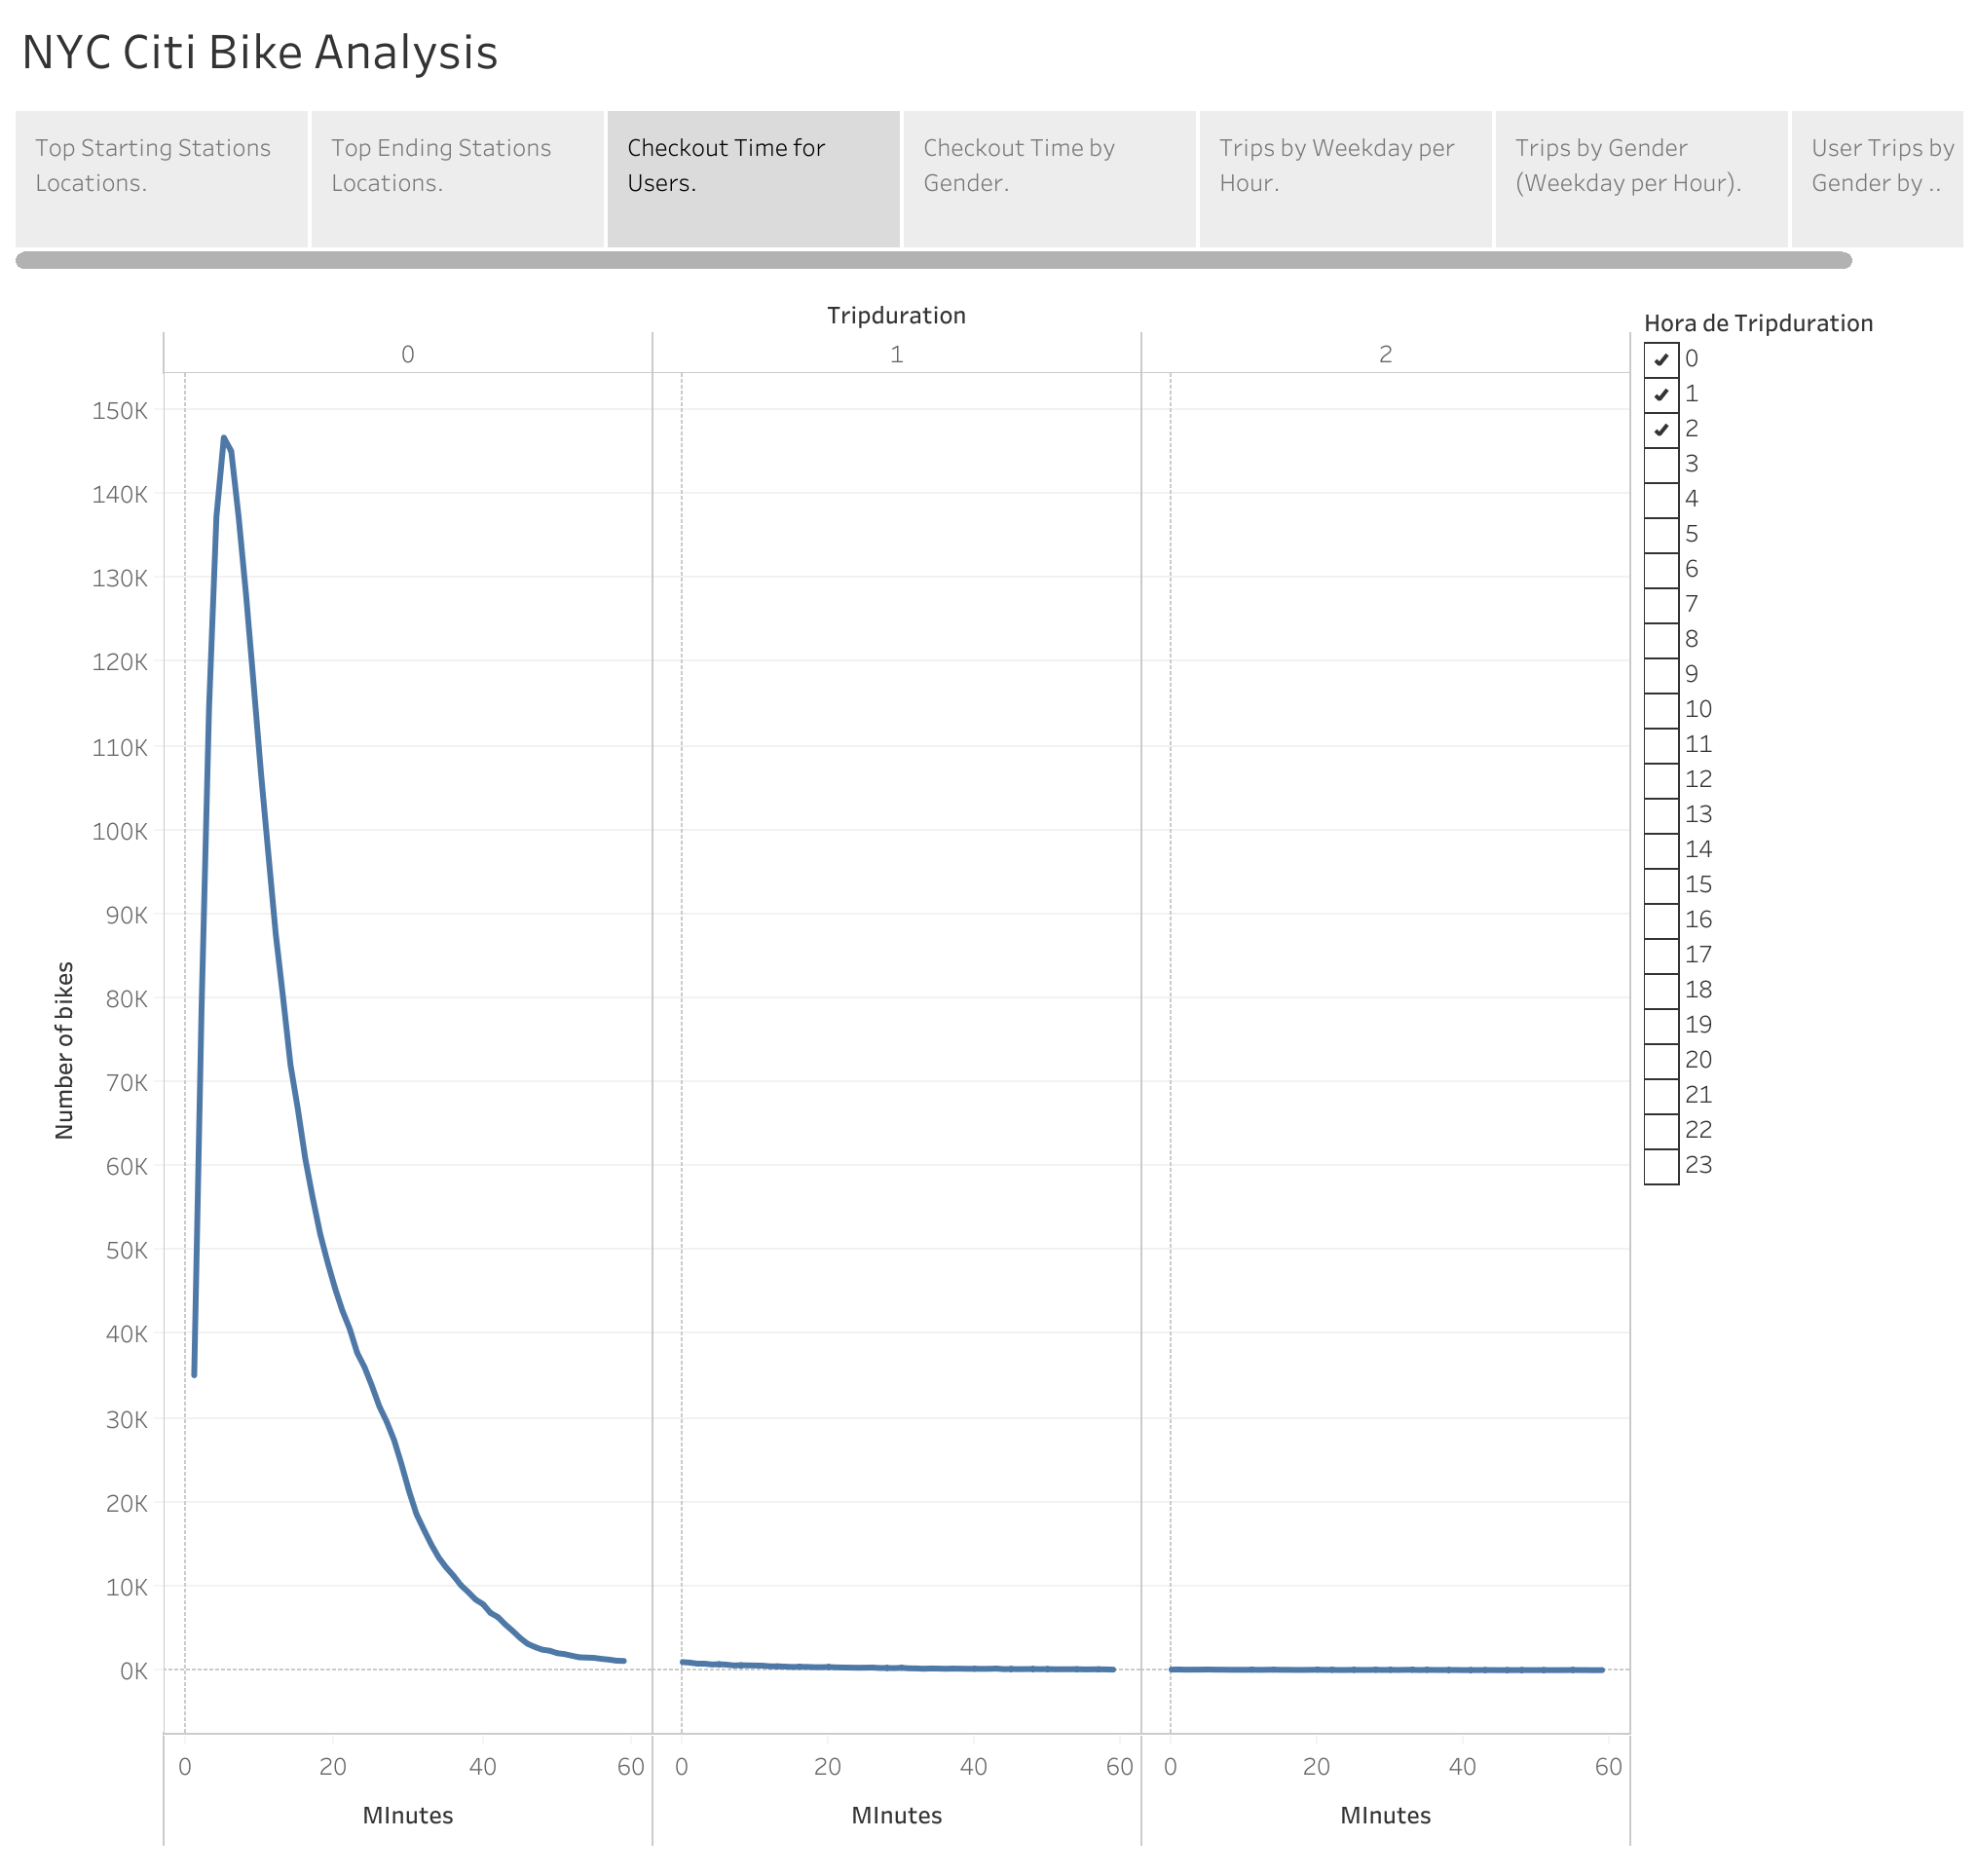 NYC Citi Bike Analysis
Top Starting Stations
Locations.
Top Ending Stations
Locations.
Checkout Time for
Users.
Checkout Time by
Gender.
Trips by Weekday per
Hour.
Trips by Gender
(Weekday per Hour).
User Trips by
Gender by ..
Tripduration
0
1
2
Number of bikes
150K
140K
130K
120K
110K
100K
90K
80K
70K
60K
50K
40K
30K
20K
10K
0K
0 20 40 60
0 20 40 60
0 20 40 60
MInutes
MInutes
MInutes
Hora de Tripduration
0
1
2
3
4
5
6
7
8
9
10
11
12
13
14
15
16
17
18
19
20
21
22
23